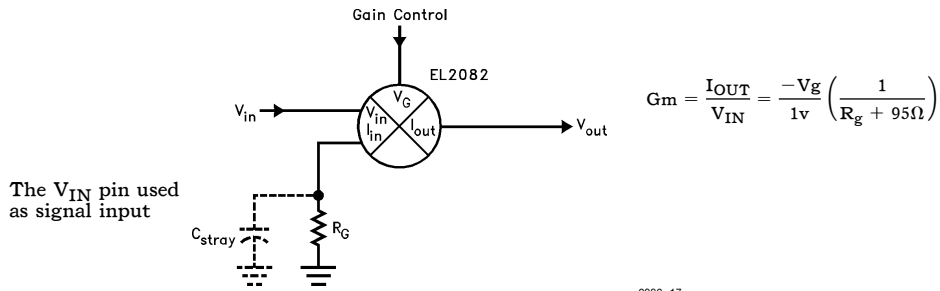 Gain Control
EL2082
V_G
V_in
V_in
I_in
I_out
V_out
Gm = I_OUT / V_IN = -Vg / 1v ( 1 / R_g + 95Ω )
The V_IN pin used
as signal input
C_stray
R_G